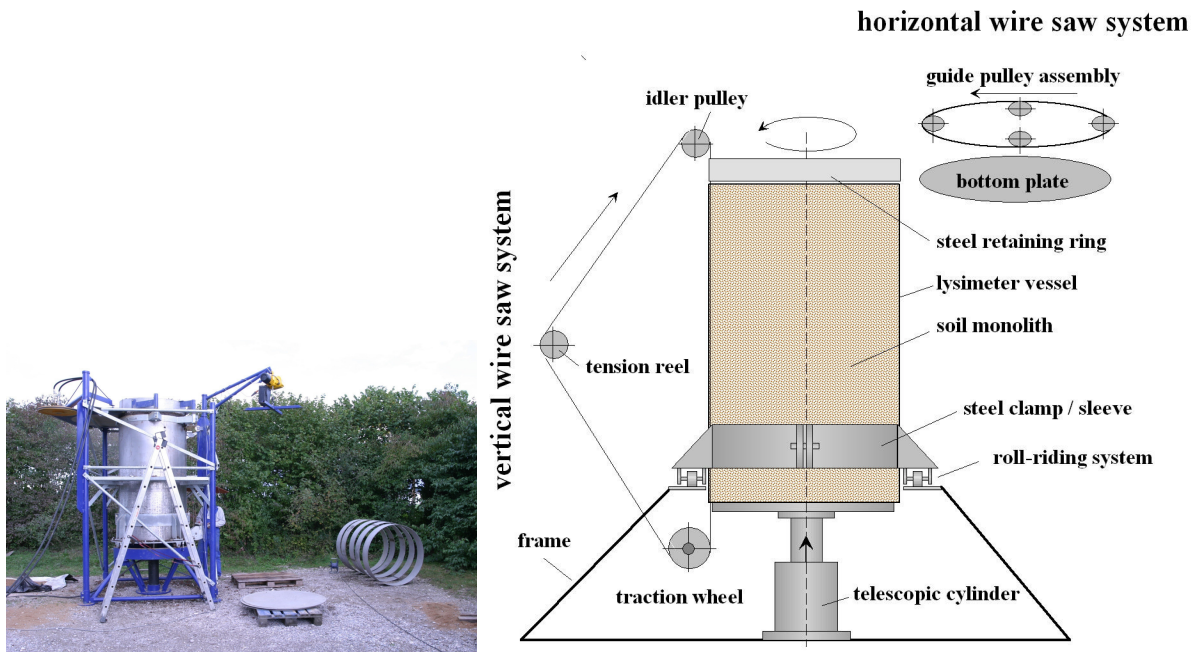 horizontal wire saw system
guide pulley assembly
idler pulley
bottom plate
steel retaining ring
lysimeter vessel
soil monolith
vertical wire saw system
tension reel
steel clamp / sleeve
roll-riding system
frame
traction wheel
telescopic cylinder